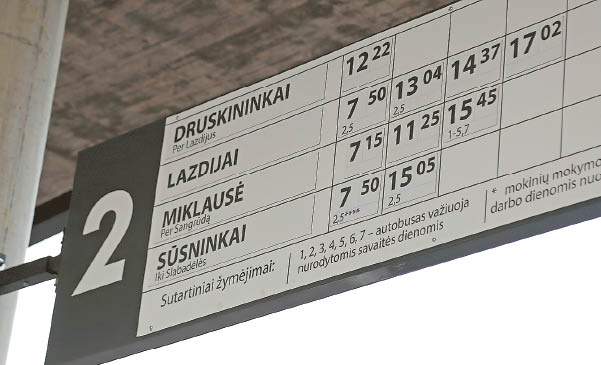 2
DRUSKININKAI 12 22
Per Lazdijus
LAZDIJAI 7 50 13 04 14 37 17 02
2,5 2,5
MIKLAUSĖ 7 15 11 25 15 45
Per Sangrūdą 1-5,7
SŪSNINKAI 7 50 15 05
Iki Slabadėlės 2,5**** 2,5
Sutartiniai žymėjimai:
1, 2, 3, 4, 5, 6, 7 – autobusas važiuoja
nurodytomis savaitės dienomis
* mokinių mokymo
darbo dienomis